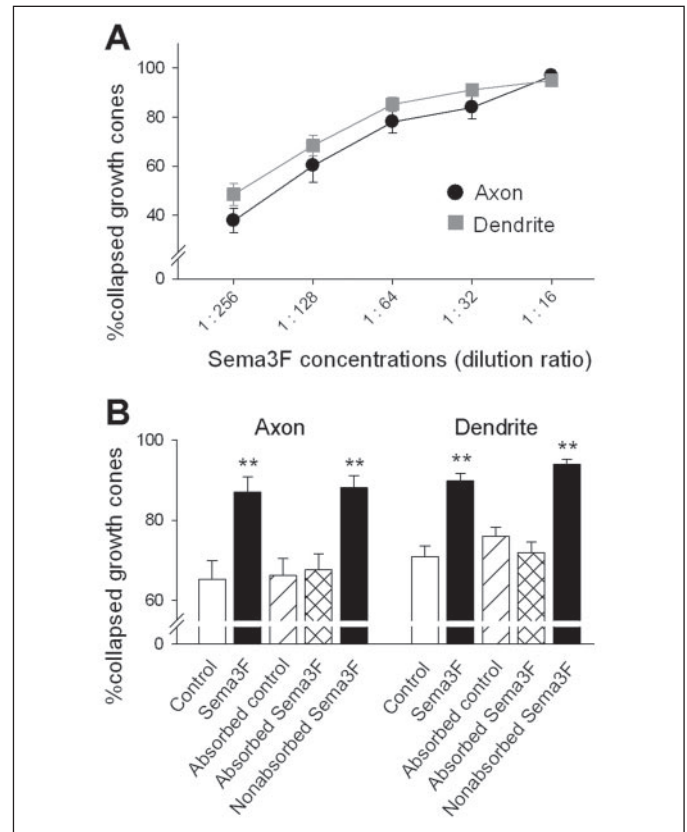 A
100
80
60
40
0
%collapsed growth cones
Axon
Dendrite
1 : 256
1 : 128
1 : 64
1 : 32
1 : 16
Sema3F concentrations (dilution ratio)
B
Axon
Dendrite
100
80
60
0
%collapsed growth cones
**
**
**
**
Control
Sema3F
Absorbed control
Absorbed Sema3F
Nonabsorbed Sema3F
Control
Sema3F
Absorbed control
Absorbed Sema3F
Nonabsorbed Sema3F